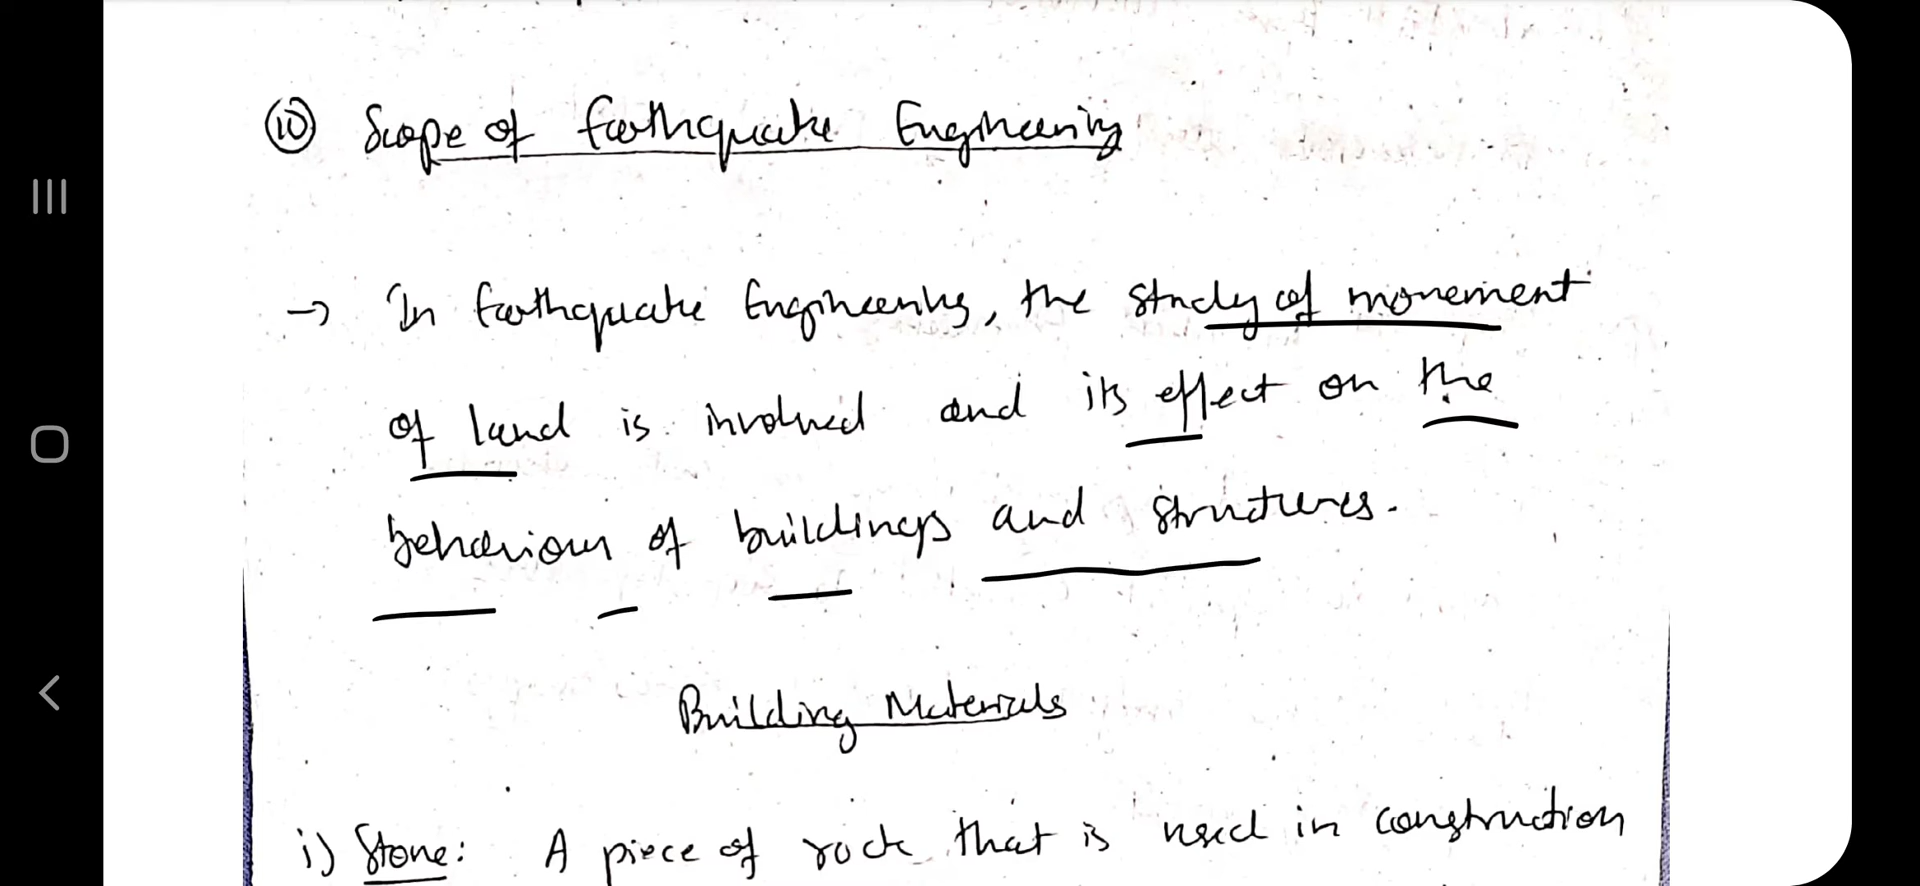 ⑩ Scope of Earthquake Engineering
→ In Earthquake Engineering, the study of movement
of land is involved and its effect on the
behaviour of buildings and structures.
Building Materials
i) Stone: A piece of rock that is used in construction